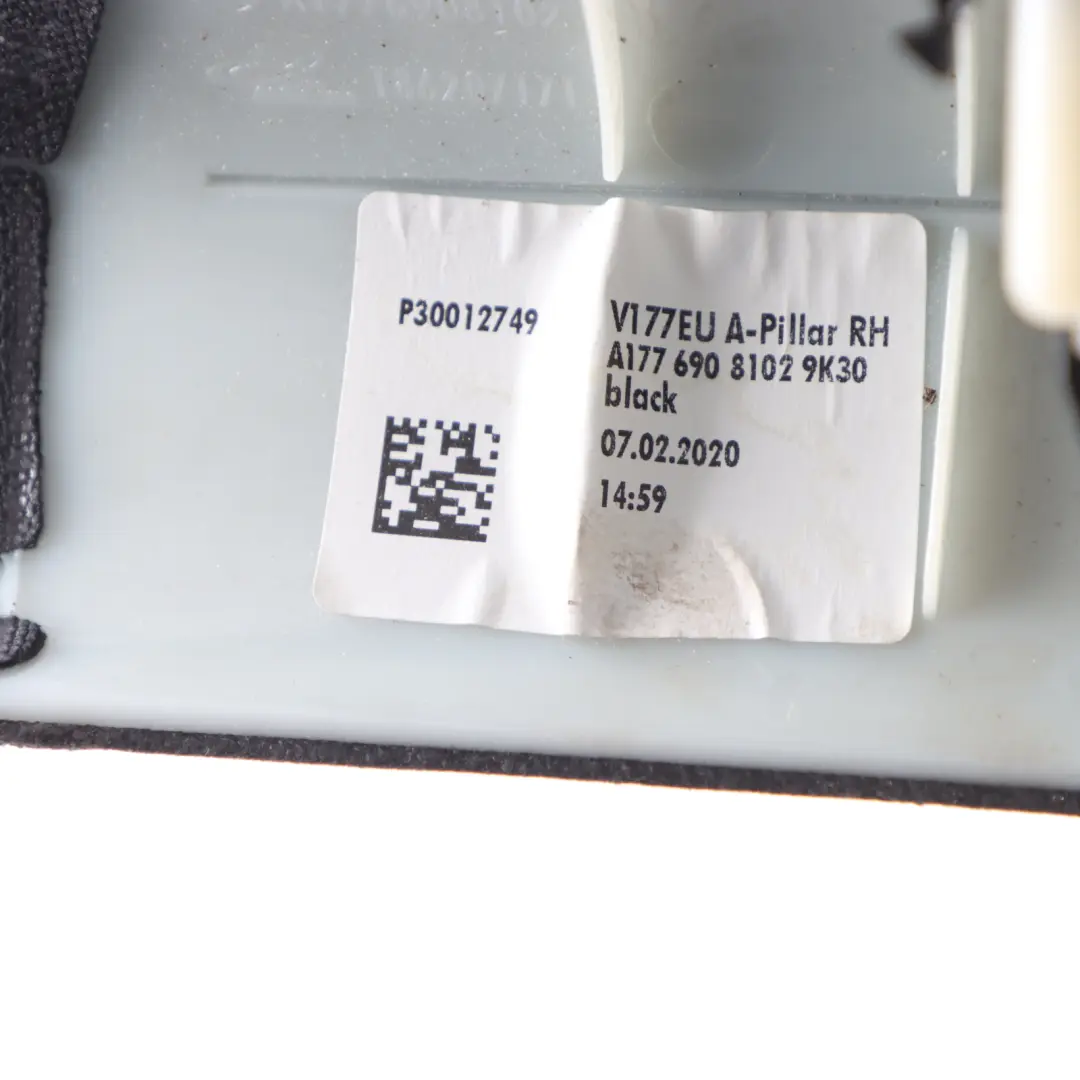 P30012749
V177EU A-Pillar RH
A177 690 8102 9K30
black
07.02.2020
14:59